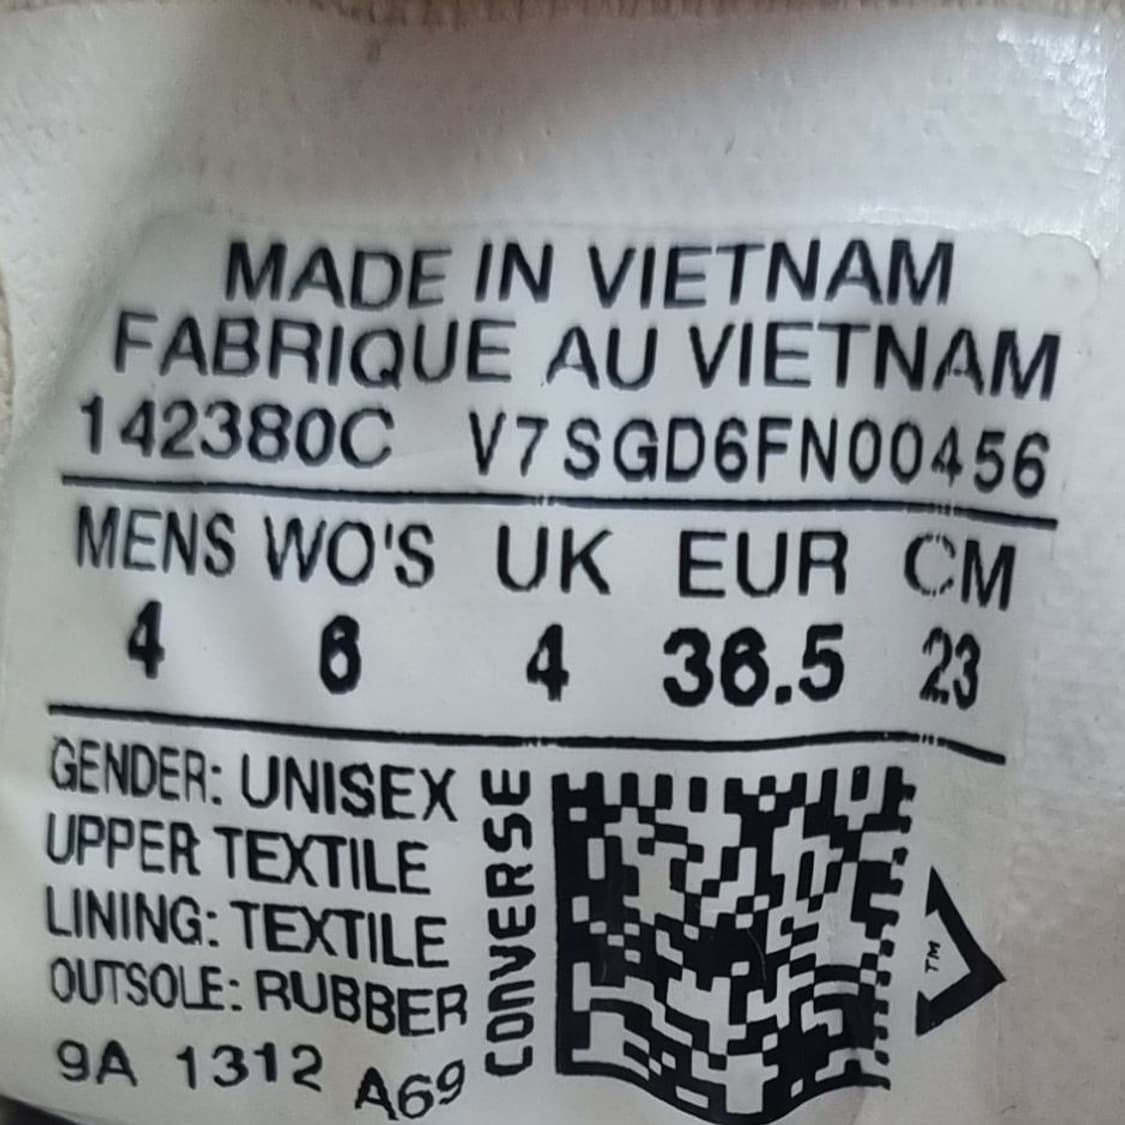 MADE IN VIETNAM
FABRIQUE AU VIETNAM
142380C V7SGD6FN00456
MENS WO'S UK EUR CM
4 6 4 36.5 23
GENDER: UNISEX
UPPER TEXTILE
LINING: TEXTILE
OUTSOLE: RUBBER
9A 1312 A69
CONVERSE
TM